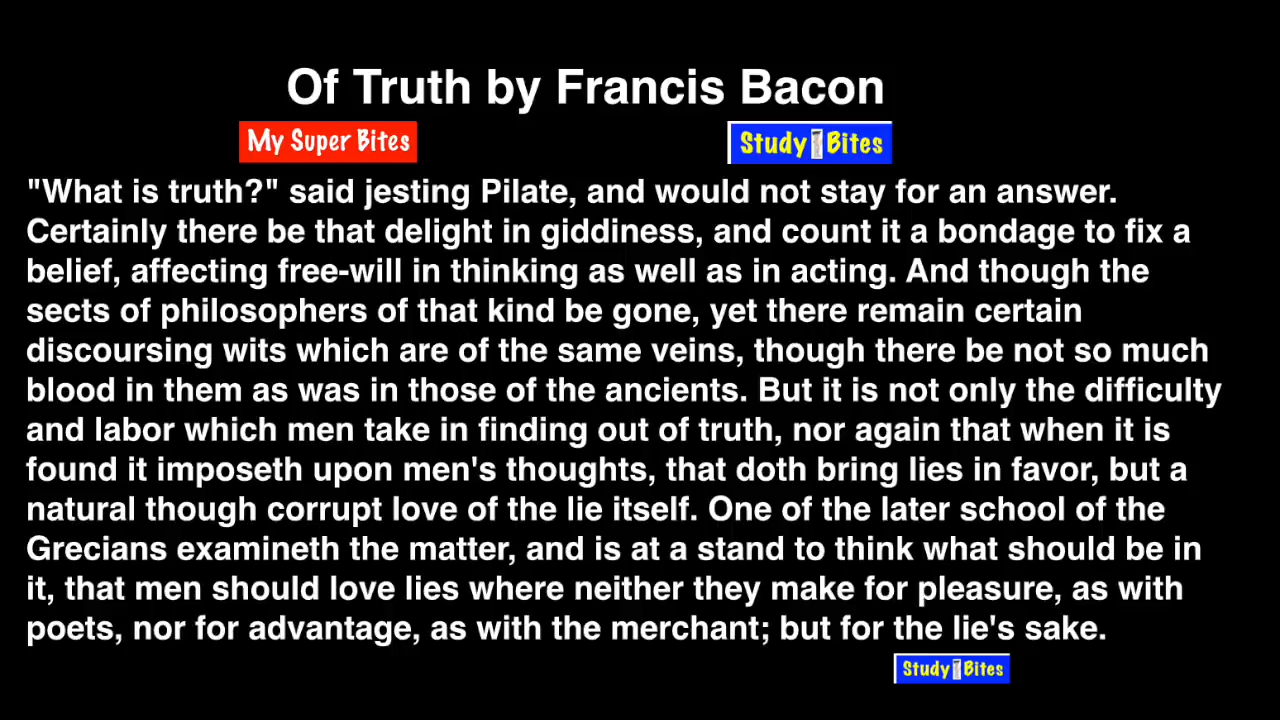 Of Truth by Francis Bacon
My Super Bites
Study Bites
"What is truth?" said jesting Pilate, and would not stay for an answer.
Certainly there be that delight in giddiness, and count it a bondage to fix a
belief, affecting free-will in thinking as well as in acting. And though the
sects of philosophers of that kind be gone, yet there remain certain
discoursing wits which are of the same veins, though there be not so much
blood in them as was in those of the ancients. But it is not only the difficulty
and labor which men take in finding out of truth, nor again that when it is
found it imposeth upon men's thoughts, that doth bring lies in favor, but a
natural though corrupt love of the lie itself. One of the later school of the
Grecians examineth the matter, and is at a stand to think what should be in
it, that men should love lies where neither they make for pleasure, as with
poets, nor for advantage, as with the merchant; but for the lie's sake.
Study Bites